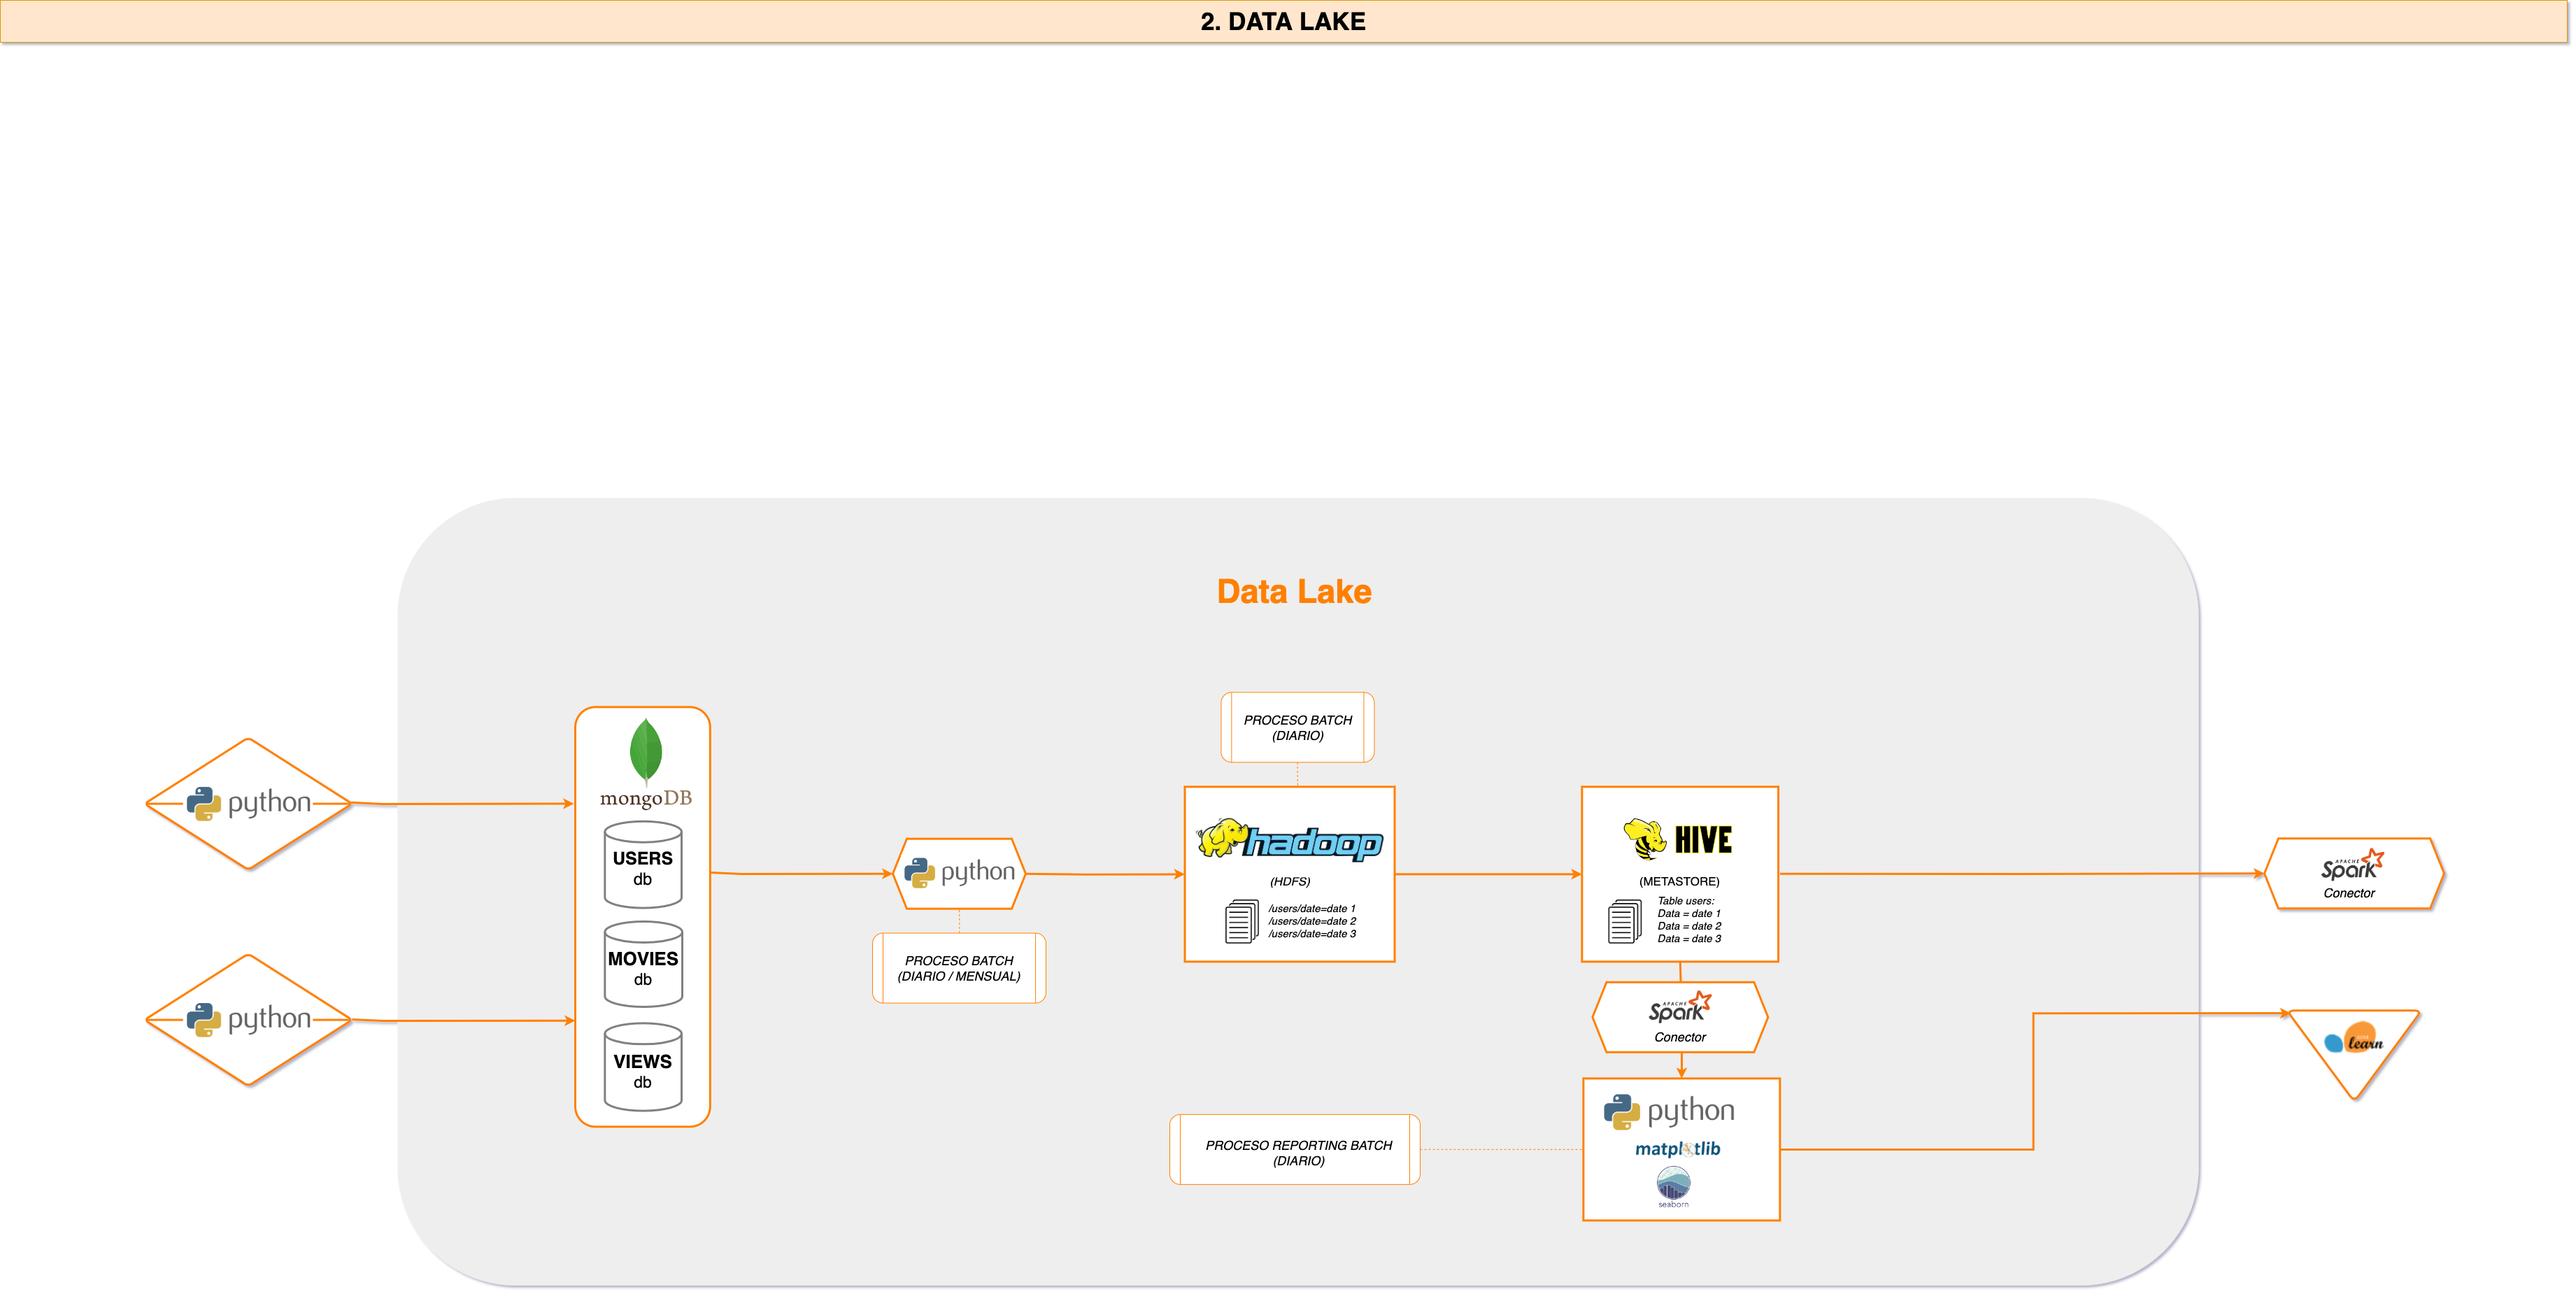 2. DATA LAKE
Data Lake
python
python
mongoDB
USERS
db
MOVIES
db
VIEWS
db
python
PROCESO BATCH
(DIARIO / MENSUAL)
PROCESO BATCH
(DIARIO)
hadoop
(HDFS)
/users/date=date 1
/users/date=date 2
/users/date=date 3
HIVE
(METASTORE)
Table users:
Data = date 1
Data = date 2
Data = date 3
APACHE
Spark
Conector
PROCESO REPORTING BATCH
(DIARIO)
python
matplotlib
seaborn
APACHE
Spark
Conector
learn